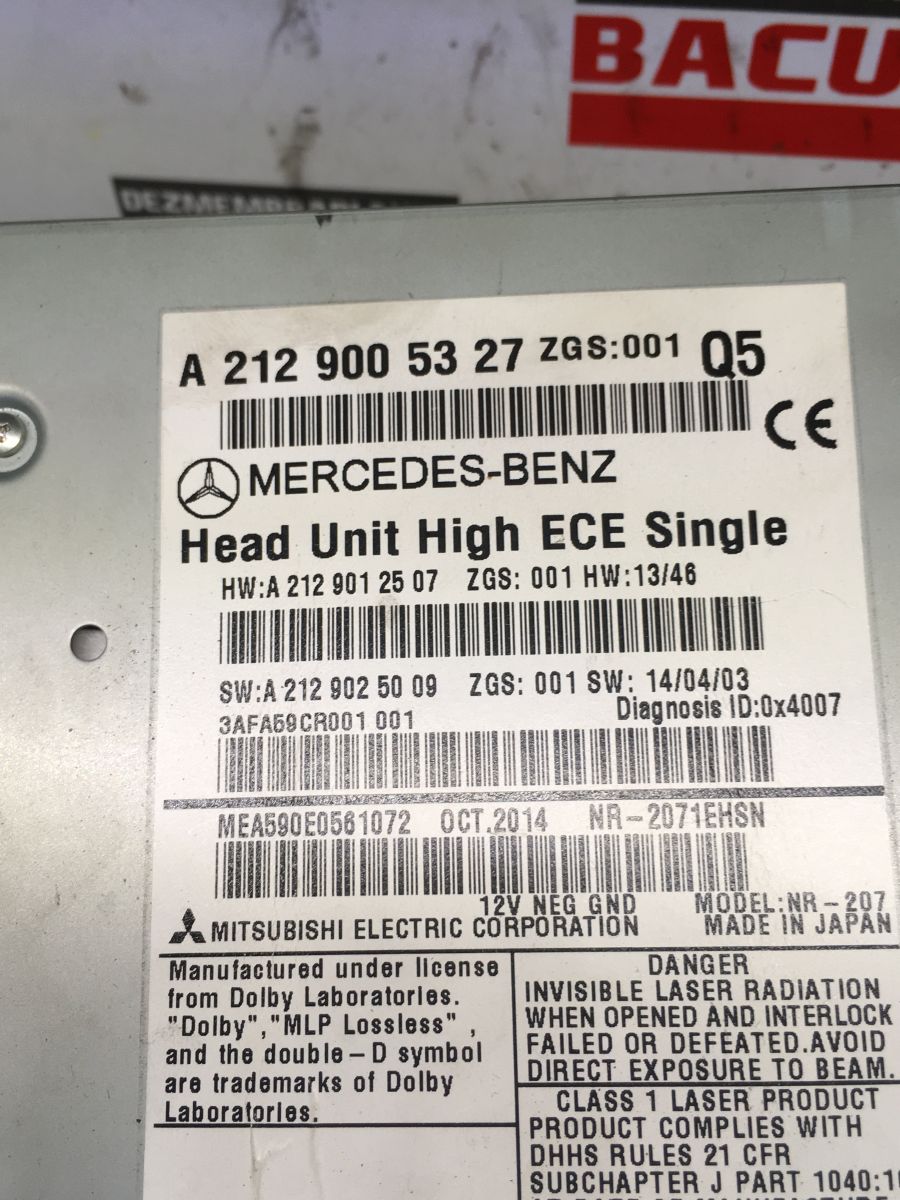 BACU
A 212 900 53 27 ZGS:001 Q5
CE
MERCEDES-BENZ
Head Unit High ECE Single
HW:A 212 901 25 07 ZGS: 001 HW:13/46
SW:A 212 902 50 09 ZGS: 001 SW: 14/04/03
3AFA59CR001 001 Diagnosis ID:0x4007
MEA590E0561072 OCT.2014 NR-2071EHSN
12V NEG GND MODEL:NR-207
MITSUBISHI ELECTRIC CORPORATION MADE IN JAPAN
Manufactured under license
from Dolby Laboratories.
"Dolby","MLP Lossless",
and the double-D symbol
are trademarks of Dolby
Laboratories.
DANGER
INVISIBLE LASER RADIATION
WHEN OPENED AND INTERLOCK
FAILED OR DEFEATED.AVOID
DIRECT EXPOSURE TO BEAM.
CLASS 1 LASER PRODUCT
PRODUCT COMPLIES WITH
DHHS RULES 21 CFR
SUBCHAPTER J PART 1040:1